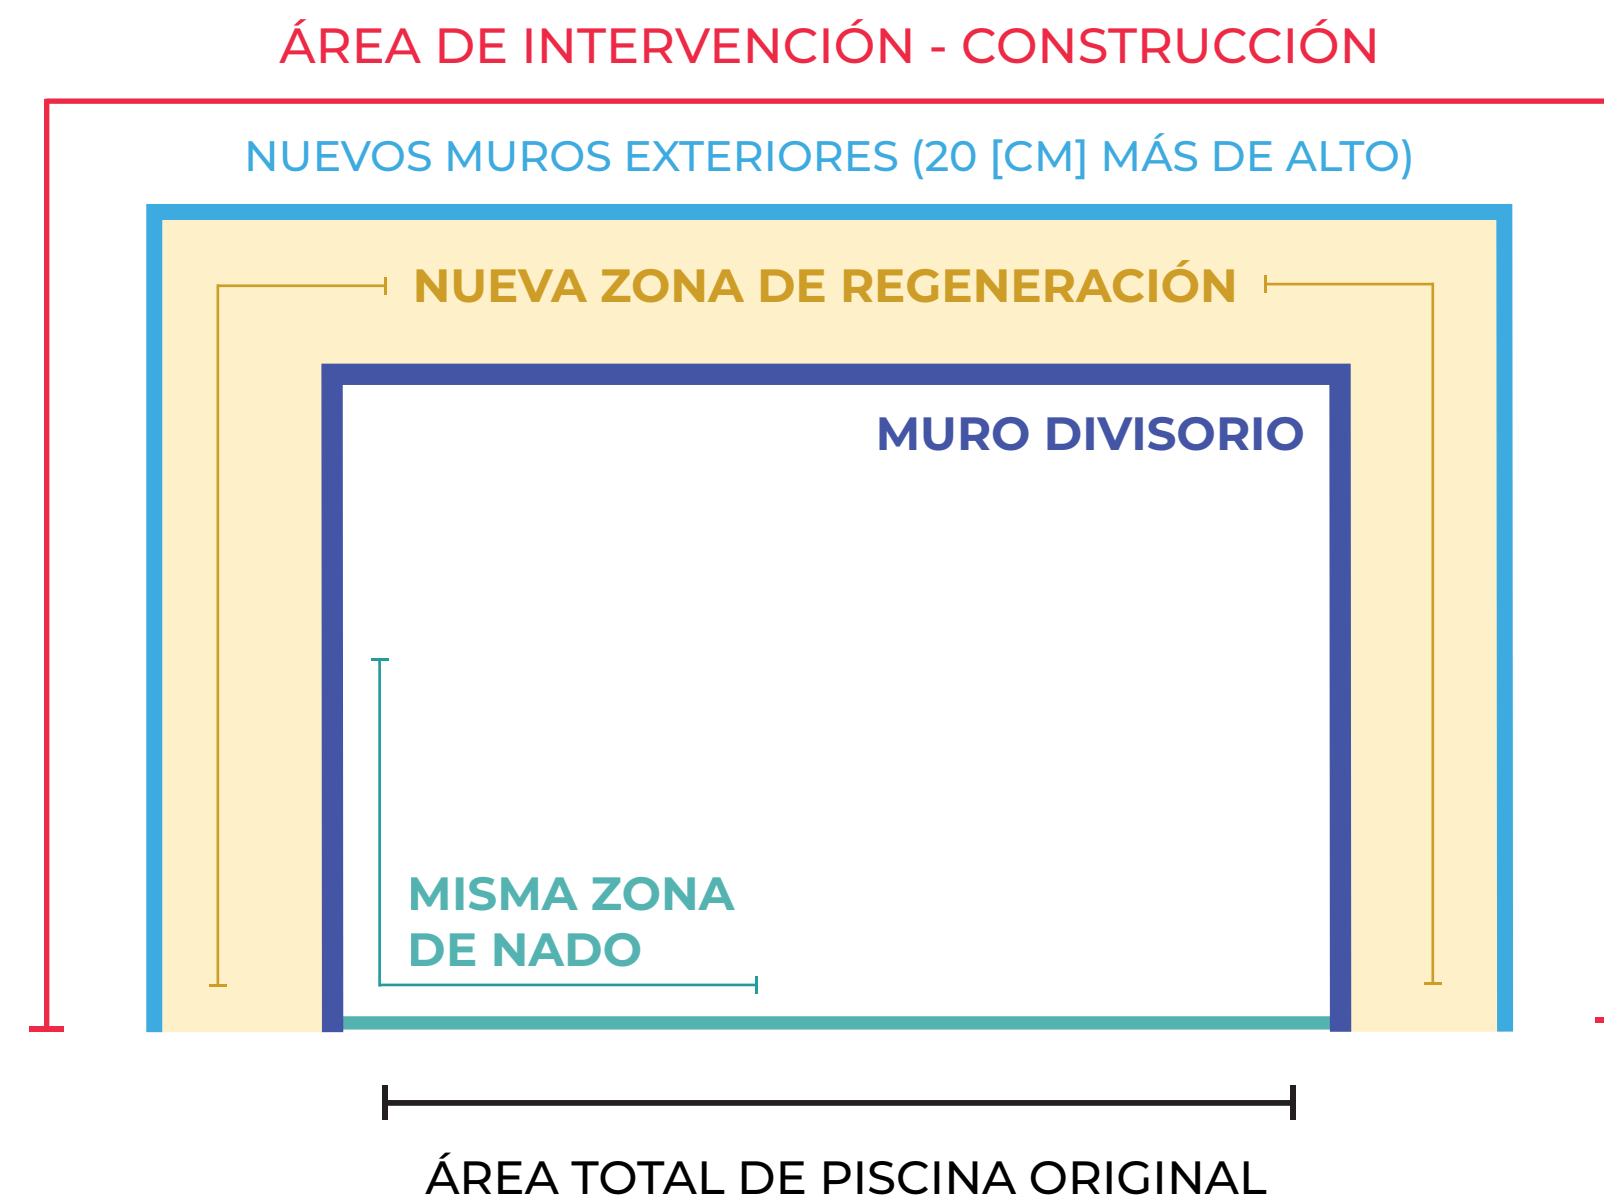 ÁREA DE INTERVENCIÓN - CONSTRUCCIÓN
NUEVOS MUROS EXTERIORES (20 [CM] MÁS DE ALTO)
NUEVA ZONA DE REGENERACIÓN
MURO DIVISORIO
MISMA ZONA
DE NADO
ÁREA TOTAL DE PISCINA ORIGINAL